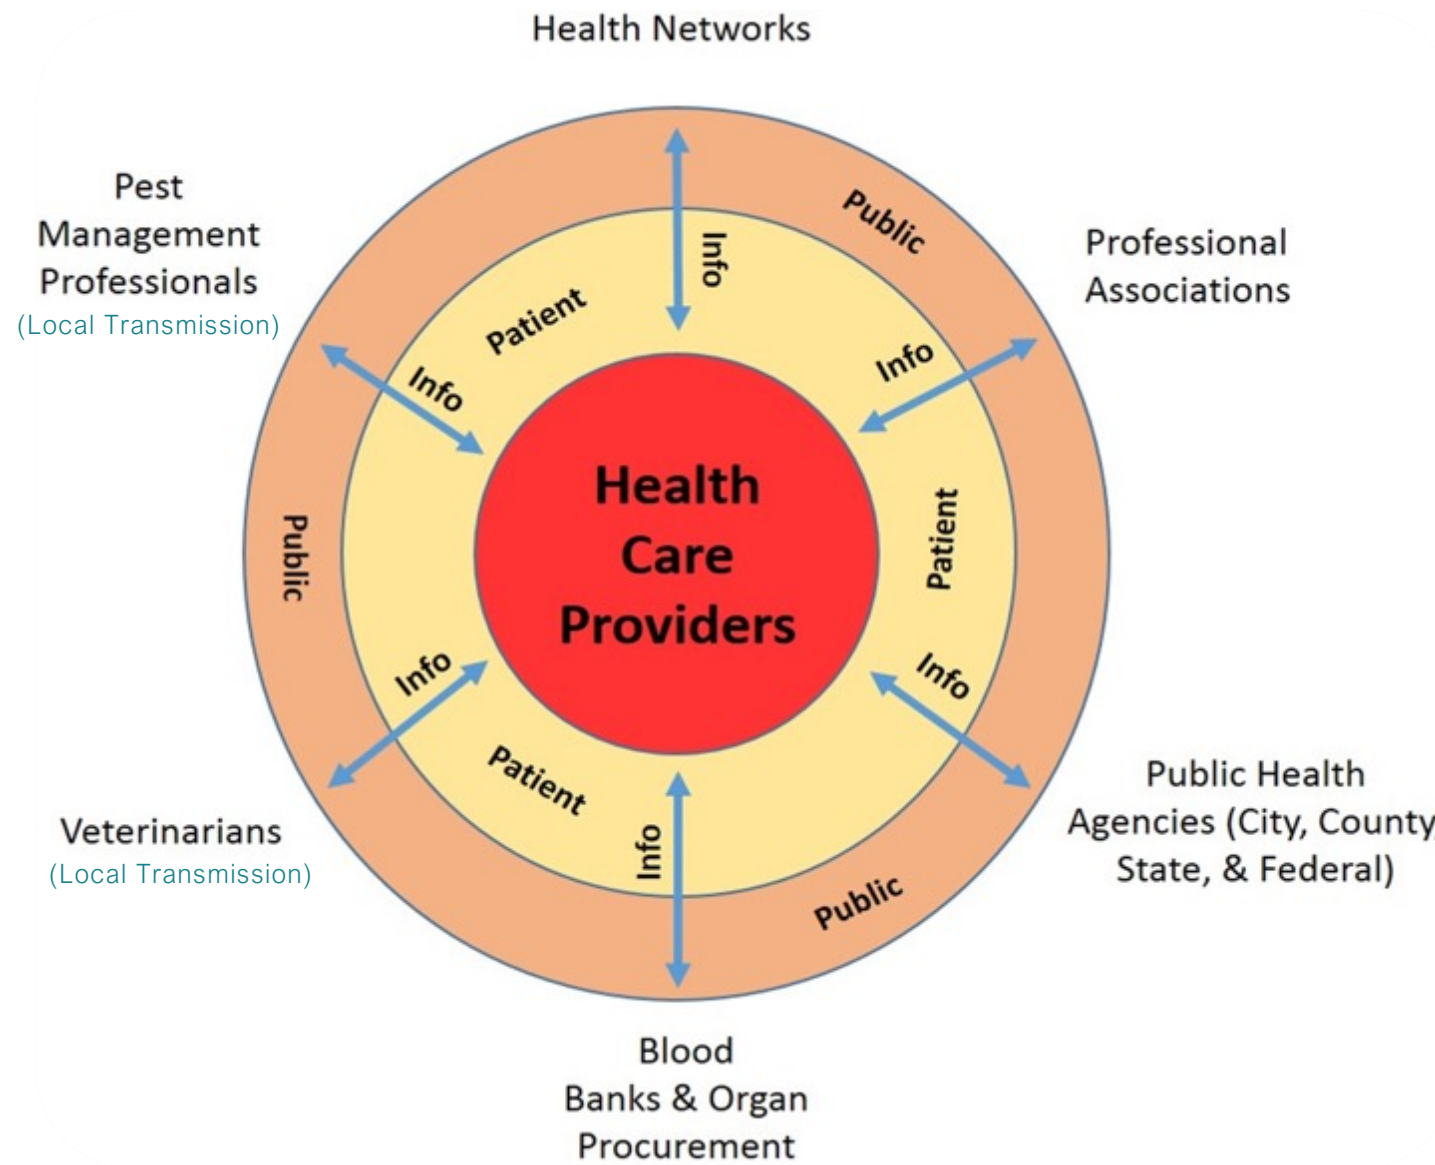 Health Networks
Pest
Management
Professionals
(Local Transmission)
Public
Professional
Associations
Info
Patient
Info
Info
Health
Care
Providers
Patient
Public
Info
Info
Patient
Info
Public
Veterinarians
(Local Transmission)
Public Health
Agencies (City, County,
State, & Federal)
Blood
Banks & Organ
Procurement